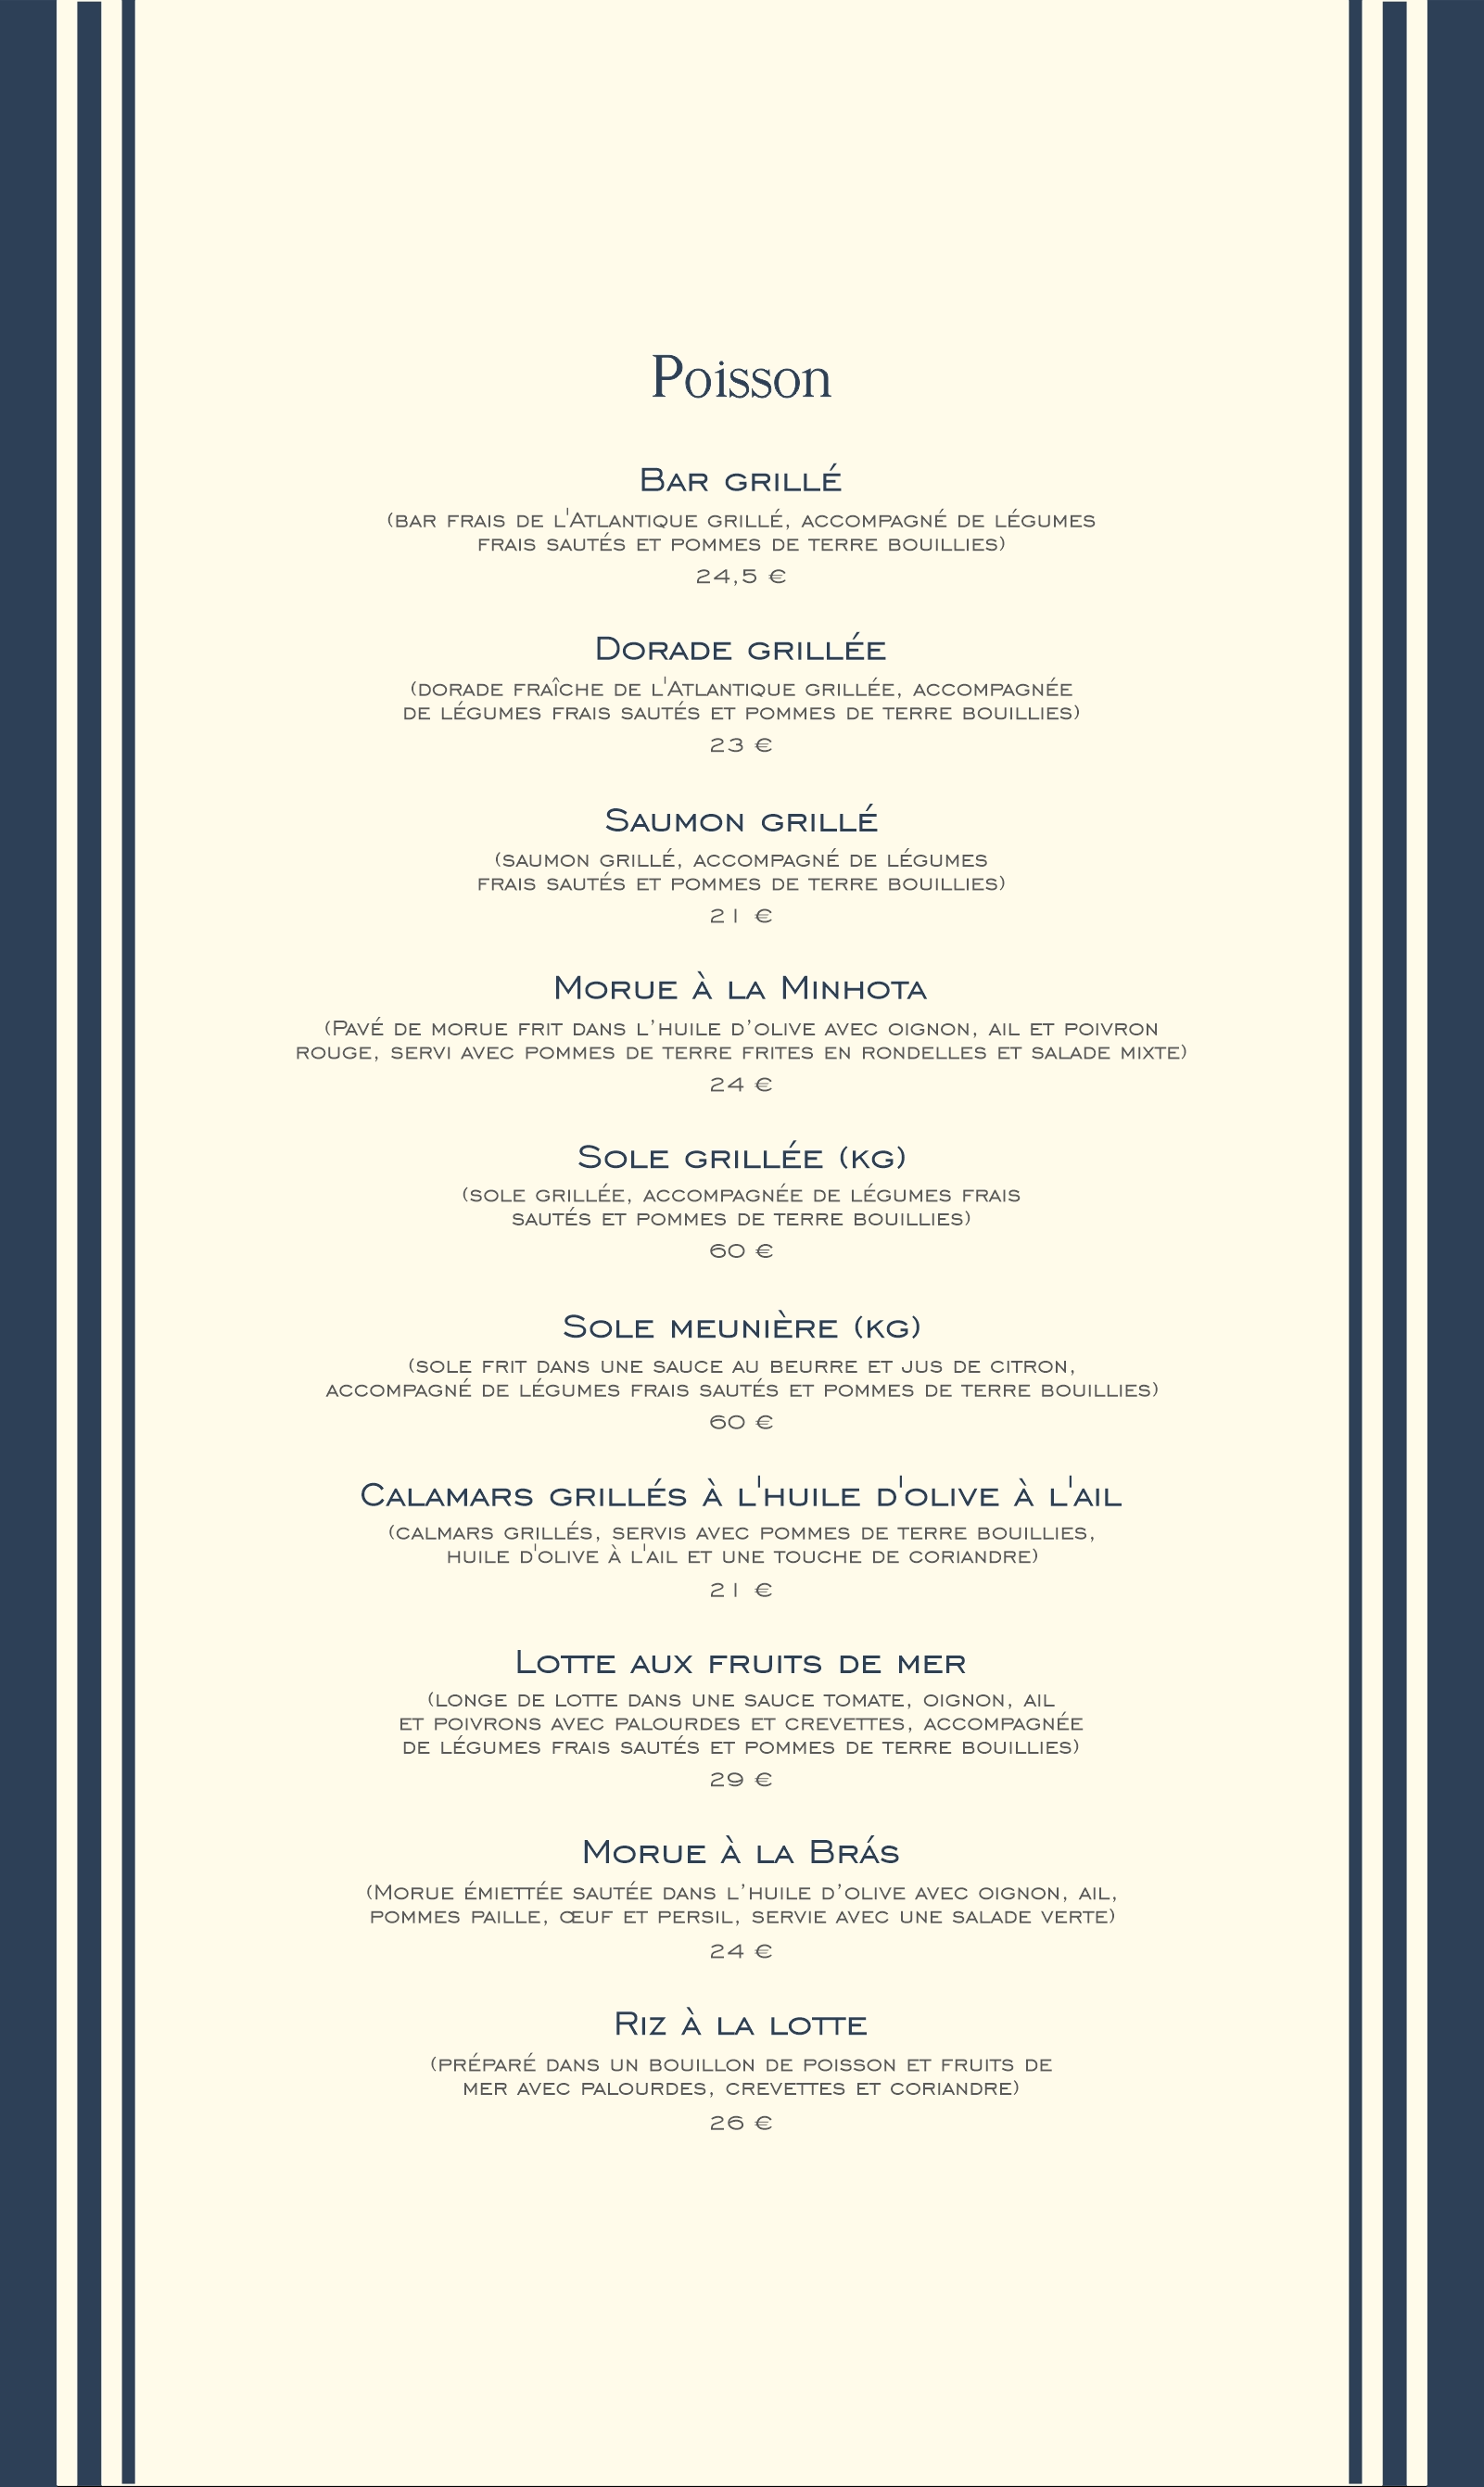 Poisson
Bar grillé
(bar frais de l'Atlantique grillé, accompagné de légumes
frais sautés et pommes de terre bouillies)
24,5 €
Dorade grillée
(dorade fraîche de l'Atlantique grillée, accompagnée
de légumes frais sautés et pommes de terre bouillies)
23 €
Saumon grillé
(saumon grillé, accompagné de légumes
frais sautés et pommes de terre bouillies)
21 €
Morue à la Minhota
(Pavé de morue frit dans l’huile d’olive avec oignon, ail et poivron
rouge, servi avec pommes de terre frites en rondelles et salade mixte)
24 €
Sole grillée (kg)
(sole grillée, accompagnée de légumes frais
sautés et pommes de terre bouillies)
60 €
Sole meunière (kg)
(sole frit dans une sauce au beurre et jus de citron,
accompagné de légumes frais sautés et pommes de terre bouillies)
60 €
Calamars grillés à l'huile d'olive à l'ail
(calmars grillés, servis avec pommes de terre bouillies,
huile d'olive à l'ail et une touche de coriandre)
21 €
Lotte aux fruits de mer
(longe de lotte dans une sauce tomate, oignon, ail
et poivrons avec palourdes et crevettes, accompagnée
de légumes frais sautés et pommes de terre bouillies)
29 €
Morue à la Brás
(Morue émiettée sautée dans l’huile d’olive avec oignon, ail,
pommes paille, œuf et persil, servie avec une salade verte)
24 €
Riz à la lotte
(préparé dans un bouillon de poisson et fruits de
mer avec palourdes, crevettes et coriandre)
26 €